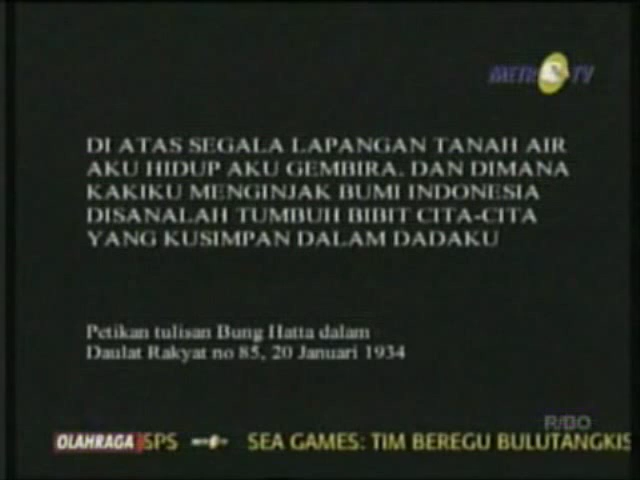 METRO TV
DI ATAS SEGALA LAPANGAN TANAH AIR
AKU HIDUP AKU GEMBIRA. DAN DIMANA
KAKIKU MENGINJAK BUMI INDONESIA
DISANALAH TUMBUH BIBIT CITA-CITA
YANG KUSIMPAN DALAM DADAKU
Petikan tulisan Bung Hatta dalam
Daulat Rakyat no 85, 20 Januari 1934
R/BO
OLAHRAGA SPS SEA GAMES: TIM BEREGU BULUTANGKIS